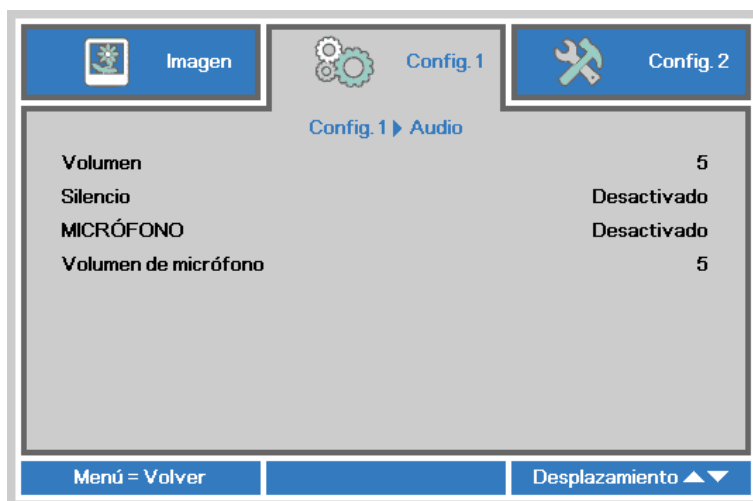 Imagen Config. 1 Config. 2
Config. 1 ▶ Audio
Volumen 5
Silencio Desactivado
MICRÓFONO Desactivado
Volumen de micrófono 5
Menú = Volver Desplazamiento ▲▼